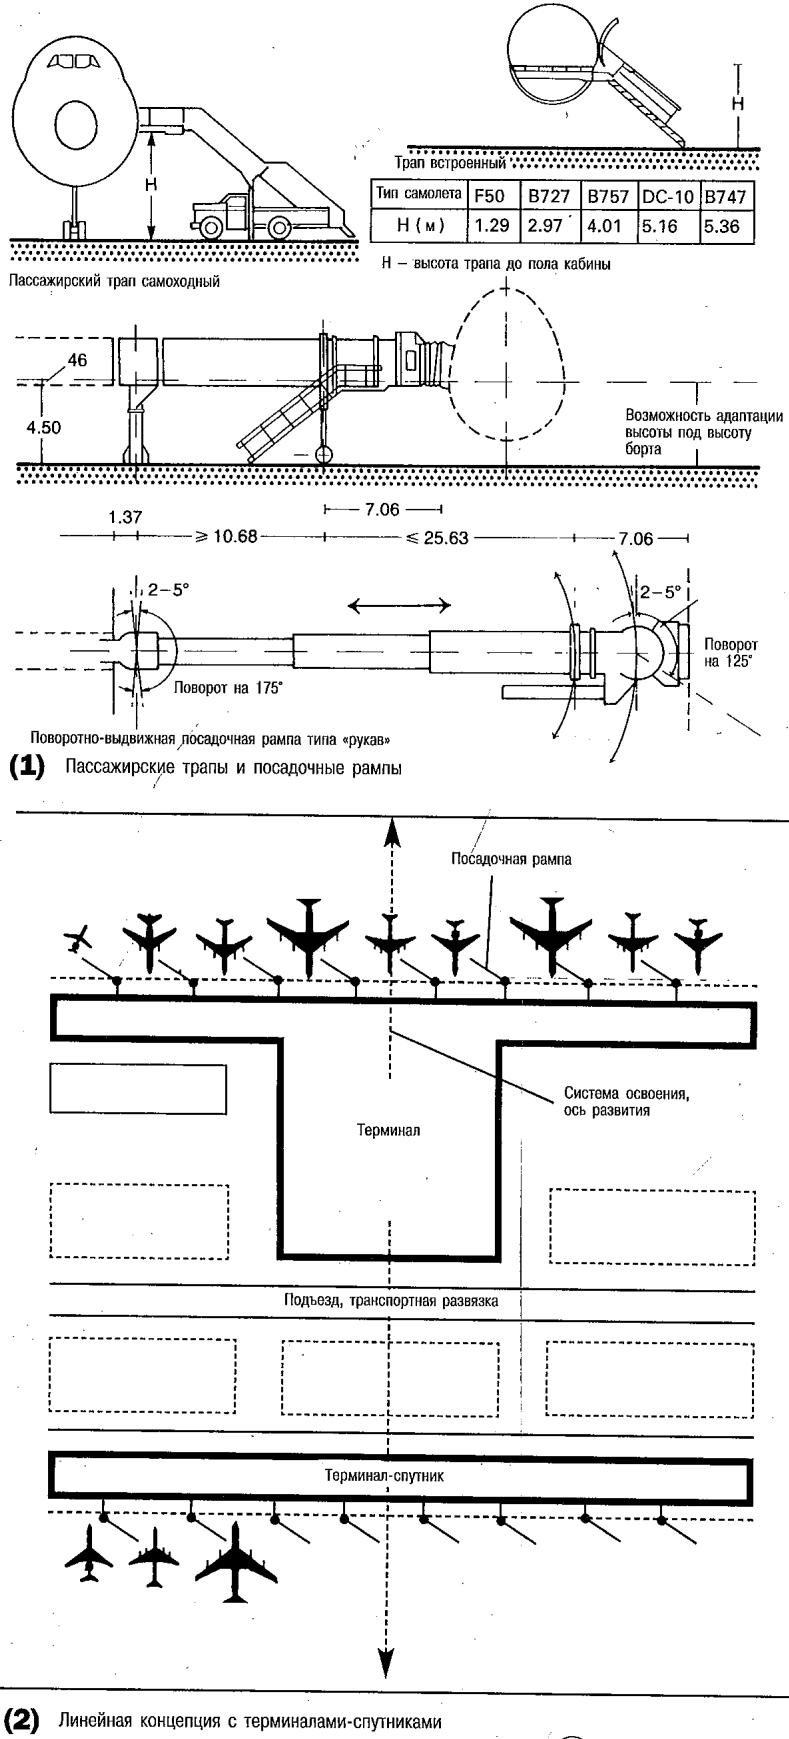 H
H
Трап встроенный
Тип самолета F50 B727 B757 DC-10 B747
H (м) 1.29 2.97 4.01 5.16 5.36
Н – высота трапа до пола кабины
Пассажирский трап самоходный
46
4.50
Возможность адаптации
высоты под высоту
борта
7.06
1.37
⩾ 10.68
⩽ 25.63
7.06
2–5°
2–5°
Поворот
на 125°
Поворот на 175°
Поворотно-выдвижная посадочная рампа типа «рукав»
(1) Пассажирские трапы и посадочные рампы
Посадочная рампа
Система освоения,
ось развития
Терминал
Подъезд, транспортная развязка
Терминал-спутник
(2) Линейная концепция с терминалами-спутниками